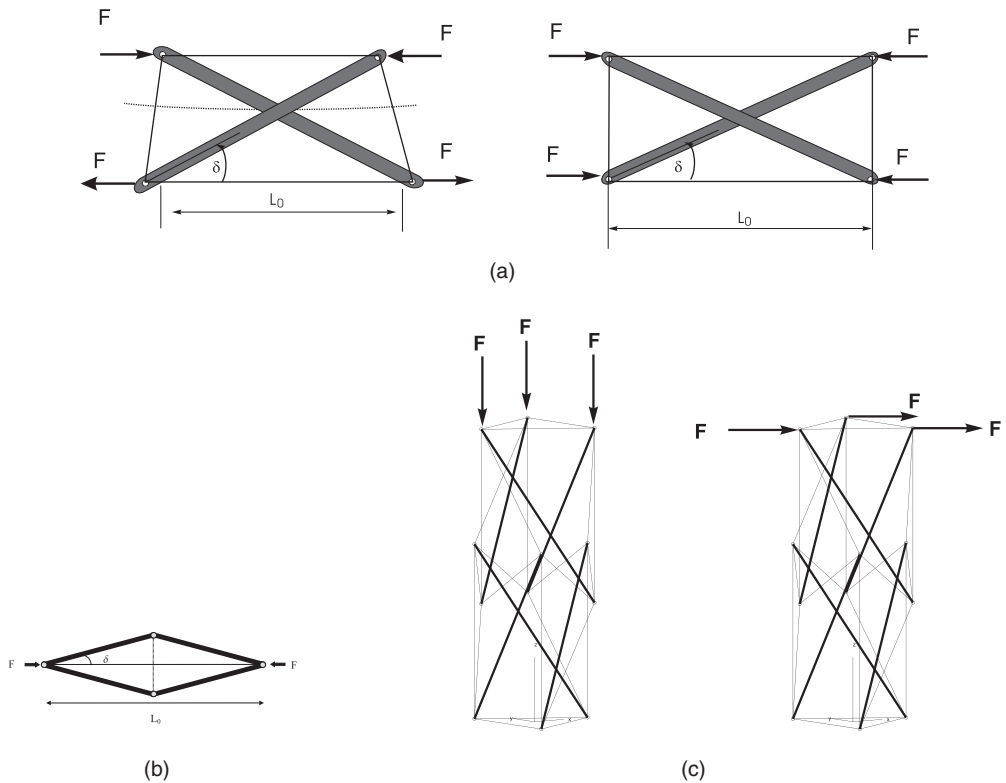 F F F
F F
F F F
δ δ
L₀ L₀
(a)
F F F
F F F
F δ F
L₀
z z
y x y x
(b) (c)